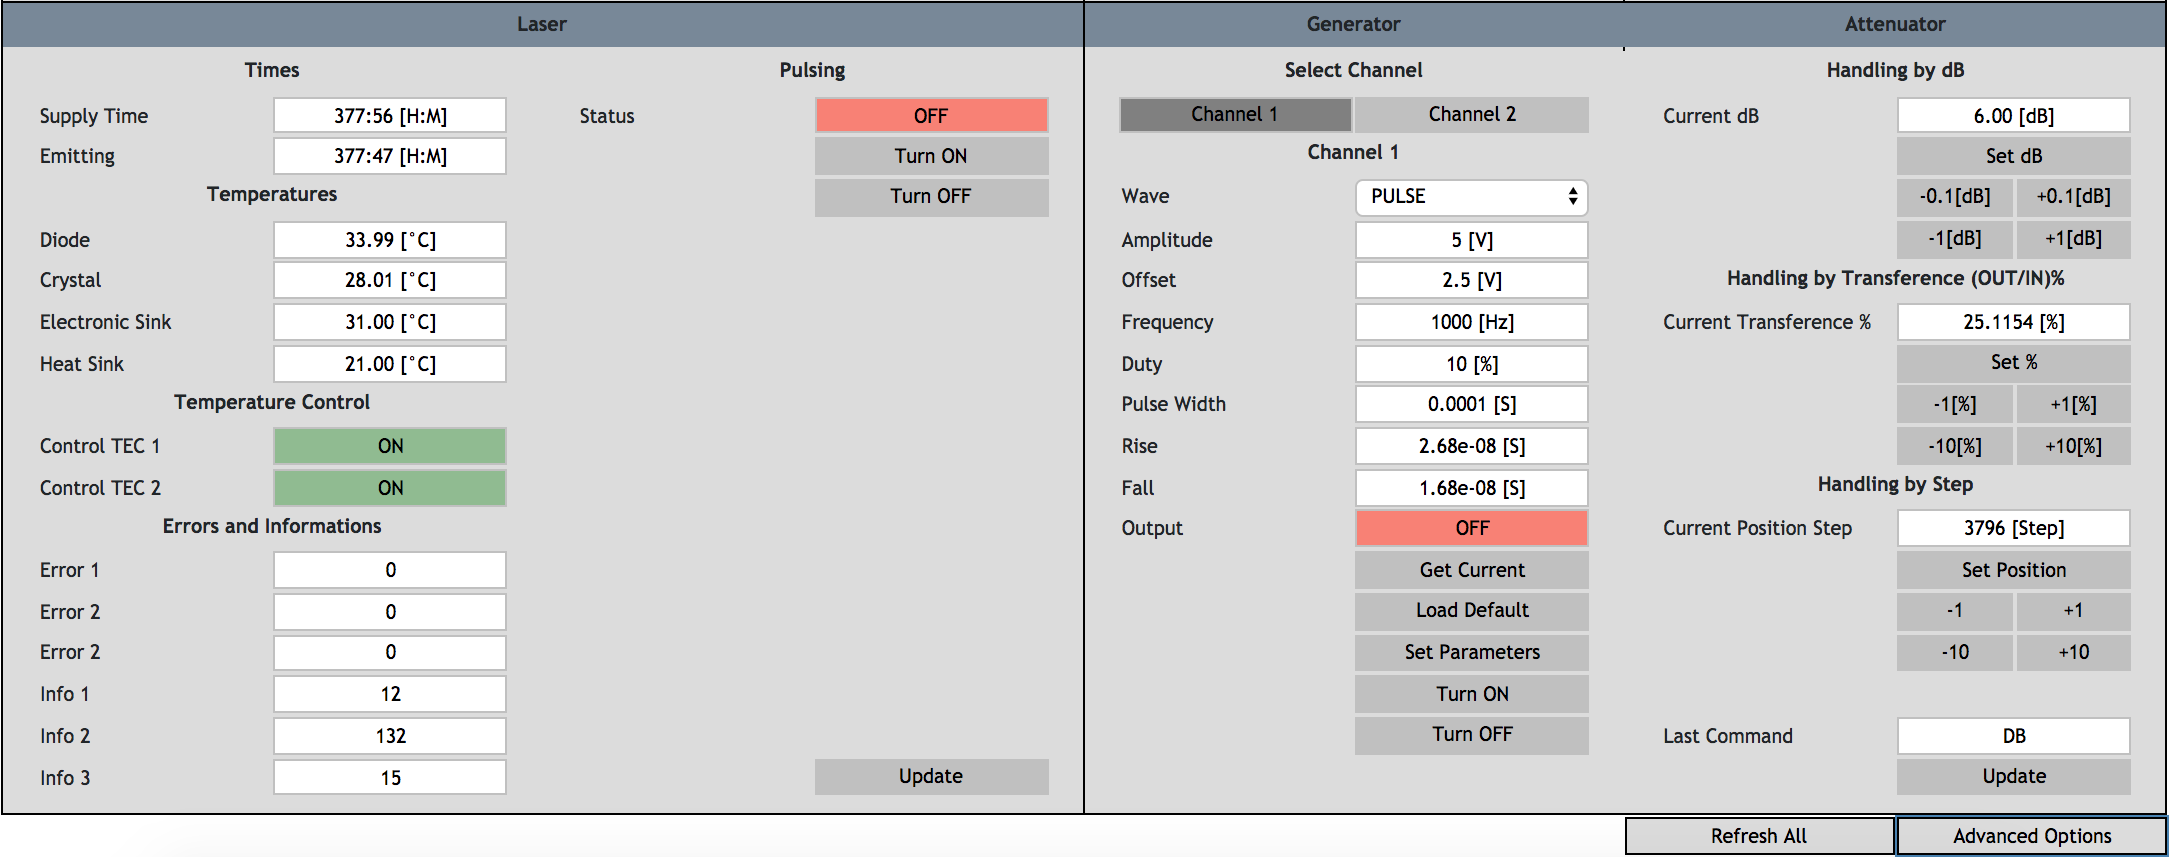 Laser
Times
Pulsing
Supply Time 377:56 [H:M] Status OFF
Emitting 377:47 [H:M] Turn ON
Turn OFF
Temperatures
Diode 33.99 [°C]
Crystal 28.01 [°C]
Electronic Sink 31.00 [°C]
Heat Sink 21.00 [°C]
Temperature Control
Control TEC 1 ON
Control TEC 2 ON
Errors and Informations
Error 1 0
Error 2 0
Error 2 0
Info 1 12
Info 2 132
Info 3 15
Update
Generator
Select Channel
Channel 1 Channel 2
Channel 1
Wave PULSE
Amplitude 5 [V]
Offset 2.5 [V]
Frequency 1000 [Hz]
Duty 10 [%]
Pulse Width 0.0001 [S]
Rise 2.68e-08 [S]
Fall 1.68e-08 [S]
Output OFF
Get Current
Load Default
Set Parameters
Turn ON
Turn OFF
Attenuator
Handling by dB
Current dB 6.00 [dB]
Set dB
-0.1[dB] +0.1[dB]
-1[dB] +1[dB]
Handling by Transference (OUT/IN)%
Current Transference % 25.1154 [%]
Set %
-1[%] +1[%]
-10[%] +10[%]
Handling by Step
Current Position Step 3796 [Step]
Set Position
-1 +1
-10 +10
Last Command DB
Update
Refresh All Advanced Options